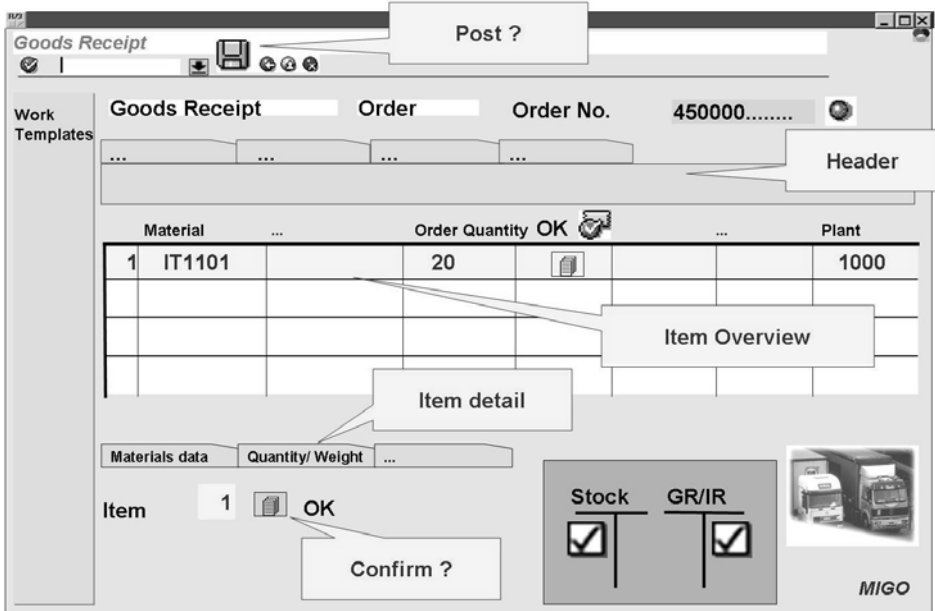 R/3
Post ?
Goods Receipt
Work
Templates
Goods Receipt Order Order No. 450000........
... ... ... ...
Header
Material ... Order Quantity OK ... Plant
1 IT1101 20 1000
Item Overview
Item detail
Materials data Quantity/ Weight ...
Item 1 OK
Stock GR/IR
Confirm ?
MIGO